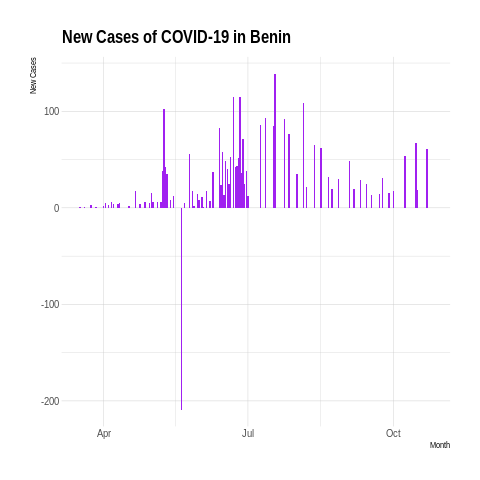 New Cases of COVID-19 in Benin
New Cases
100
0
-100
-200
Apr
Jul
Oct
Month